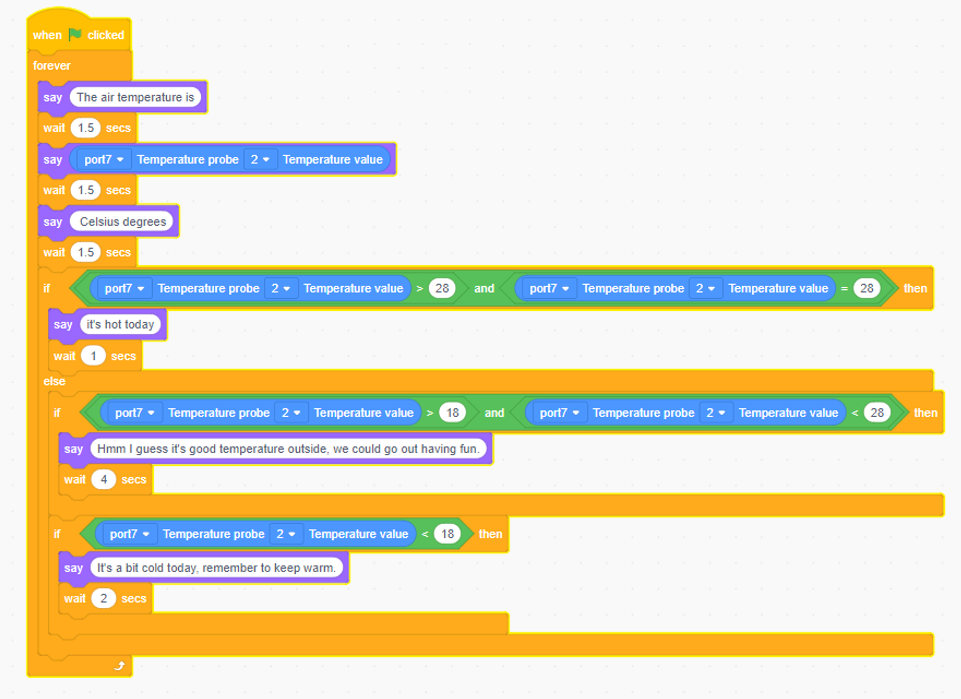 when clicked
forever
say The air temperature is
wait 1.5 secs
say port7 Temperature probe 2 Temperature value
wait 1.5 secs
say Celsius degrees
wait 1.5 secs
if port7 Temperature probe 2 Temperature value > 28 and port7 Temperature probe 2 Temperature value = 28 then
say it's hot today
wait 1 secs
else
if port7 Temperature probe 2 Temperature value > 18 and port7 Temperature probe 2 Temperature value < 28 then
say Hmm I guess it's good temperature outside, we could go out having fun.
wait 4 secs
if port7 Temperature probe 2 Temperature value < 18 then
say It's a bit cold today, remember to keep warm.
wait 2 secs